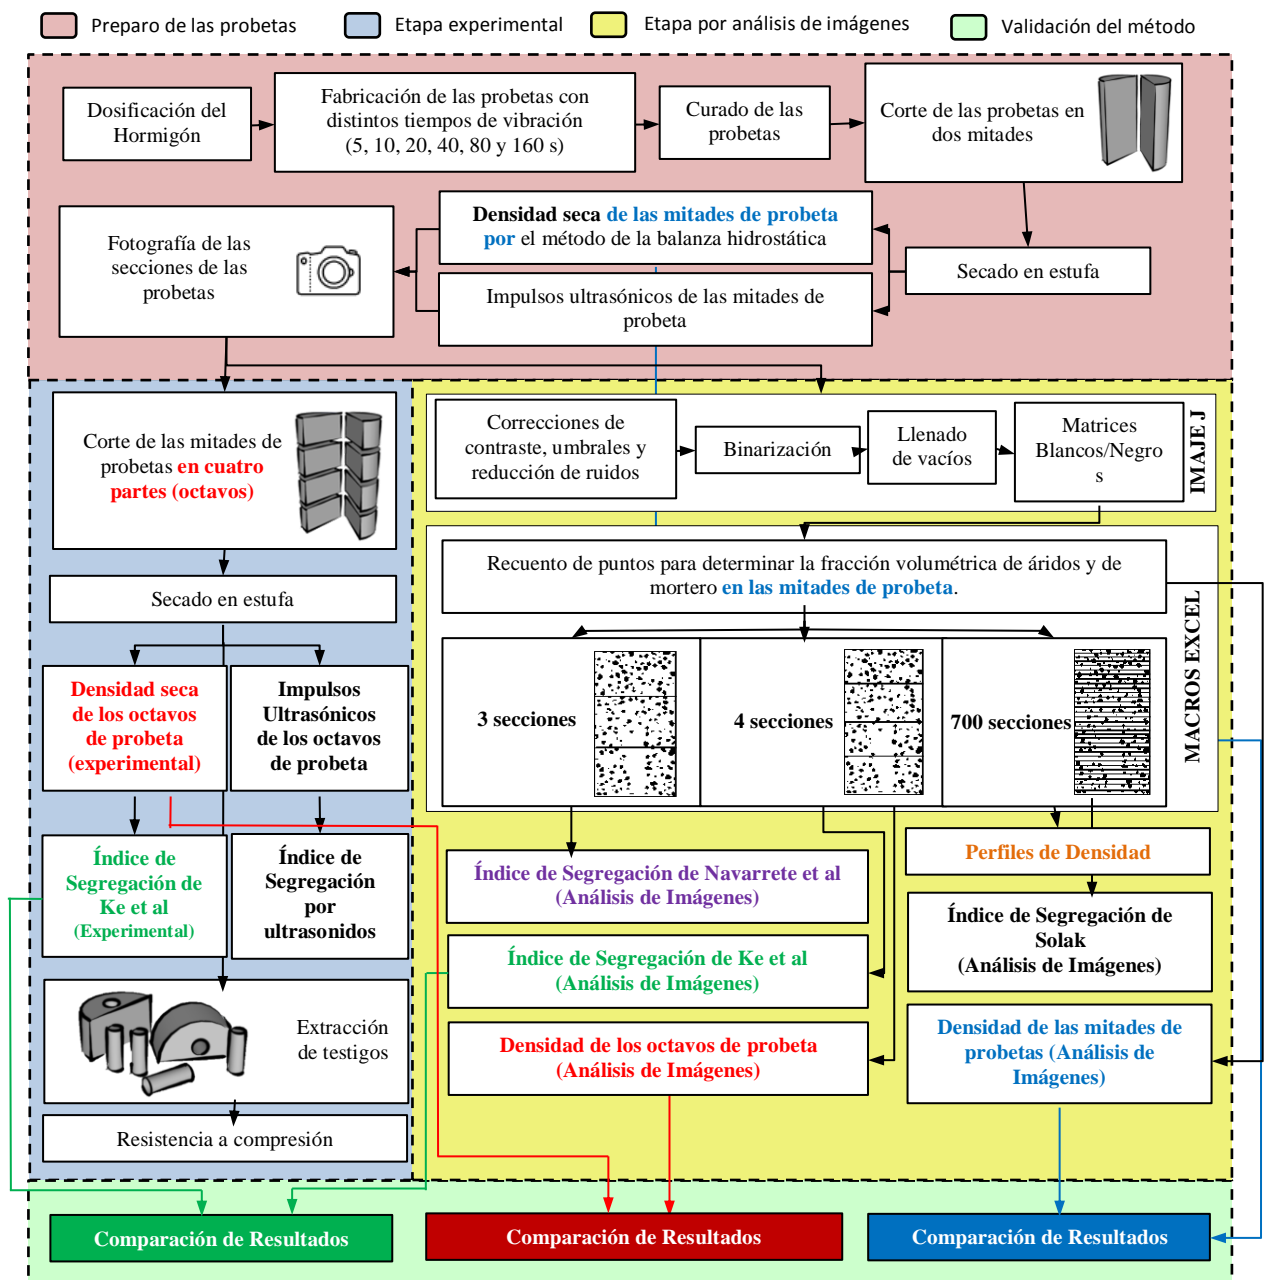 Preparo de las probetas
Etapa experimental
Etapa por análisis de imágenes
Validación del método
Dosificación del
Hormigón
Fabricación de las probetas con
distintos tiempos de vibración
(5, 10, 20, 40, 80 y 160 s)
Curado de las
probetas
Corte de las probetas en
dos mitades
Fotografía de las
secciones de las
probetas
Densidad seca de las mitades de probeta
por el método de la balanza hidrostática
Impulsos ultrasónicos de las mitades de
probeta
Secado en estufa
Corte de las mitades de
probetas en cuatro
partes (octavos)
Secado en estufa
Densidad seca
de los octavos
de probeta
(experimental)
Impulsos
Ultrasónicos
de los octavos
de probeta
Índice de
Segregación de
Ke et al
(Experimental)
Índice de
Segregación
por
ultrasonidos
Extracción
de testigos
Resistencia a compresión
Correcciones de
contraste, umbrales y
reducción de ruidos
Binarización
Llenado
de vacíos
Matrices
Blancos/Negro
s
IMAJE J
Recuento de puntos para determinar la fracción volumétrica de áridos y de
mortero en las mitades de probeta.
MACROS EXCEL
3 secciones
4 secciones
700 secciones
Índice de Segregación de Navarrete et al
(Análisis de Imágenes)
Índice de Segregación de Ke et al
(Análisis de Imágenes)
Densidad de los octavos de probeta
(Análisis de Imágenes)
Perfiles de Densidad
Índice de Segregación de
Solak
(Análisis de Imágenes)
Densidad de las mitades de
probetas (Análisis de
Imágenes)
Comparación de Resultados
Comparación de Resultados
Comparación de Resultados